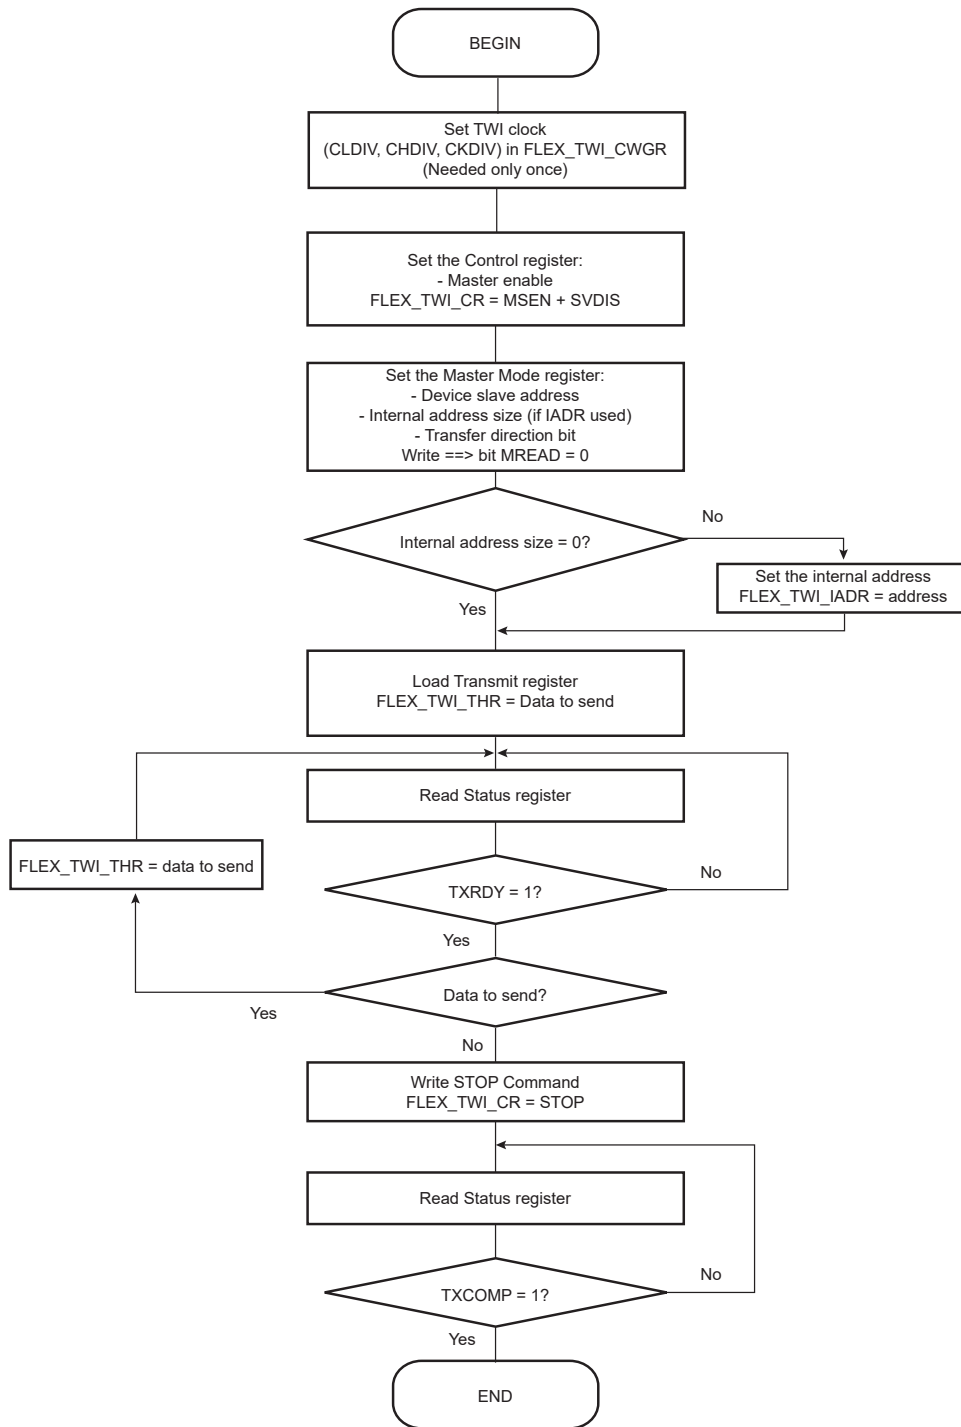 BEGIN
Set TWI clock
(CLDIV, CHDIV, CKDIV) in FLEX_TWI_CWGR
(Needed only once)
Set the Control register:
- Master enable
FLEX_TWI_CR = MSEN + SVDIS
Set the Master Mode register:
- Device slave address
- Internal address size (if IADR used)
- Transfer direction bit
Write ==> bit MREAD = 0
No
Internal address size = 0?
Set the internal address
FLEX_TWI_IADR = address
Yes
Load Transmit register
FLEX_TWI_THR = Data to send
Read Status register
FLEX_TWI_THR = data to send
No
TXRDY = 1?
Yes
Data to send?
Yes
No
Write STOP Command
FLEX_TWI_CR = STOP
Read Status register
No
TXCOMP = 1?
Yes
END